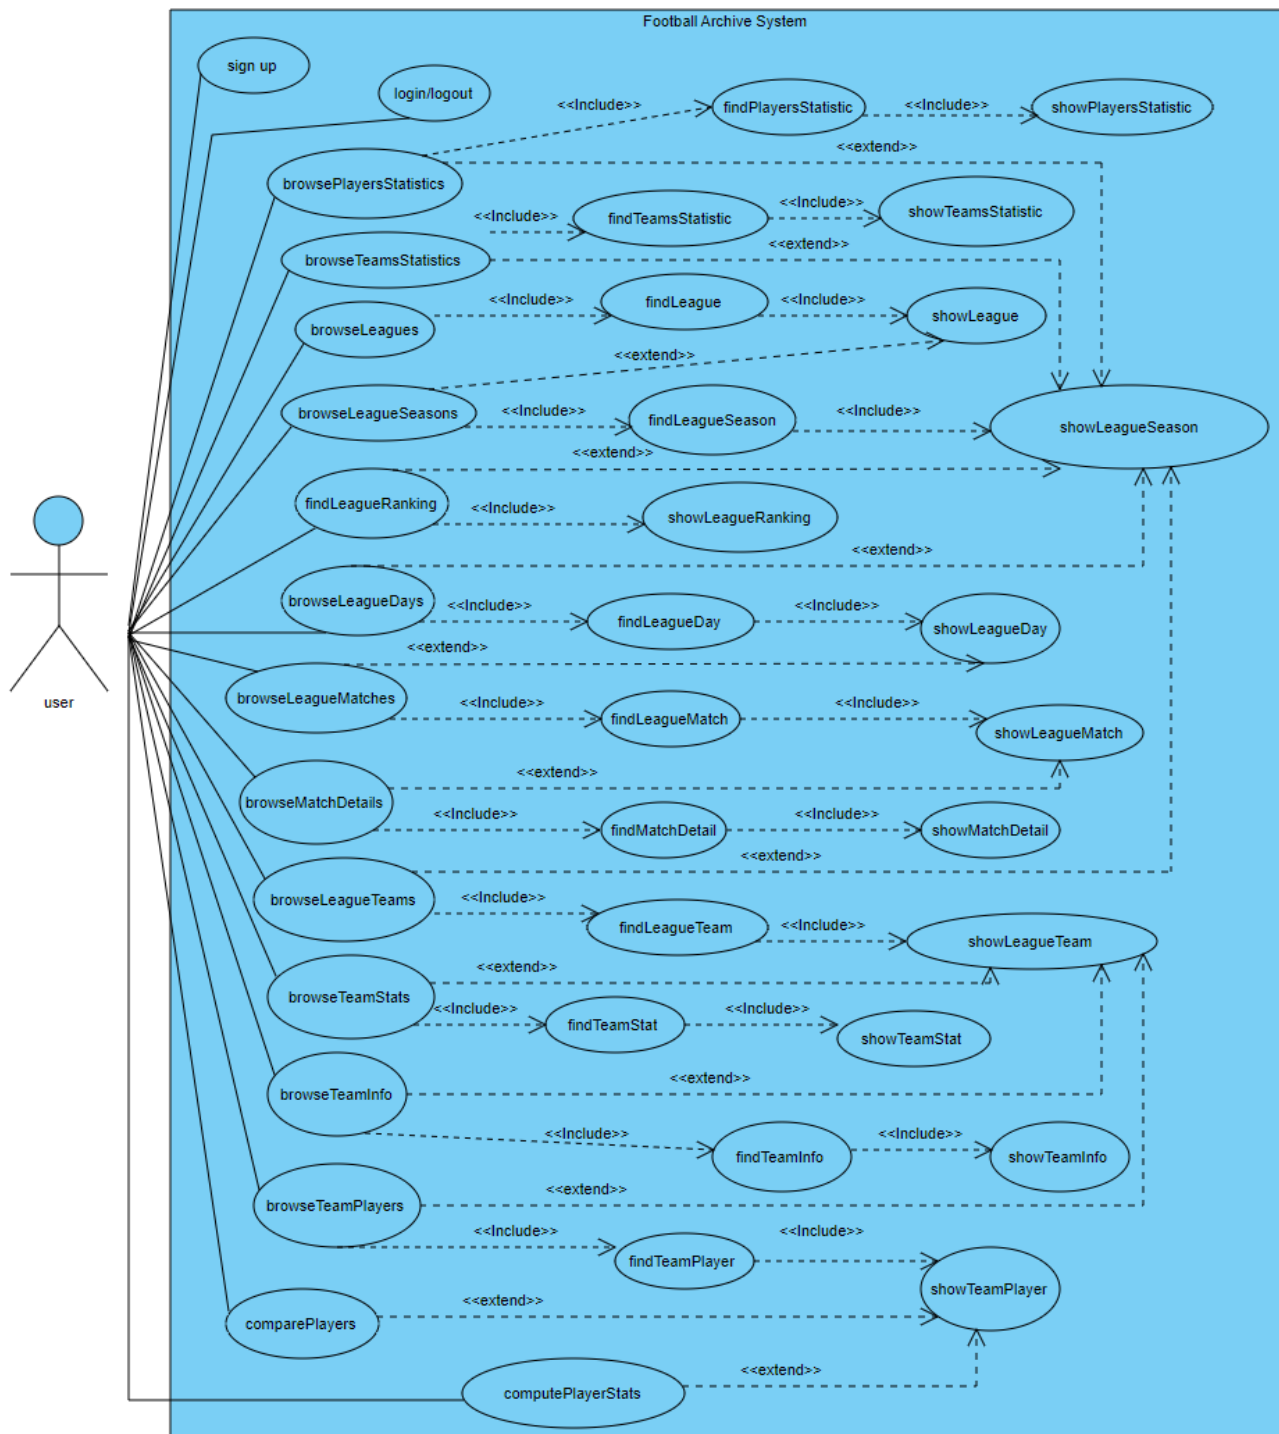 Football Archive System
sign up
login/logout
<<Include>>
findPlayersStatistic
<<Include>>
showPlayersStatistic
<<extend>>
browsePlayersStatistics
<<Include>>
findTeamsStatistic
<<Include>>
showTeamsStatistic
<<extend>>
browseTeamsStatistics
<<Include>>
findLeague
<<Include>>
showLeague
browseLeagues
<<extend>>
browseLeagueSeasons
<<Include>>
findLeagueSeason
<<Include>>
showLeagueSeason
<<extend>>
findLeagueRanking
<<Include>>
showLeagueRanking
<<extend>>
browseLeagueDays
<<Include>>
findLeagueDay
<<Include>>
showLeagueDay
<<extend>>
user
browseLeagueMatches
<<Include>>
findLeagueMatch
<<Include>>
showLeagueMatch
<<extend>>
browseMatchDetails
<<Include>>
findMatchDetail
<<Include>>
showMatchDetail
<<extend>>
browseLeagueTeams
<<Include>>
findLeagueTeam
<<Include>>
showLeagueTeam
<<extend>>
browseTeamStats
<<Include>>
findTeamStat
<<Include>>
showTeamStat
<<extend>>
browseTeamInfo
<<Include>>
findTeamInfo
<<Include>>
showTeamInfo
<<extend>>
browseTeamPlayers
<<Include>>
findTeamPlayer
<<Include>>
showTeamPlayer
<<extend>>
comparePlayers
<<extend>>
computePlayerStats